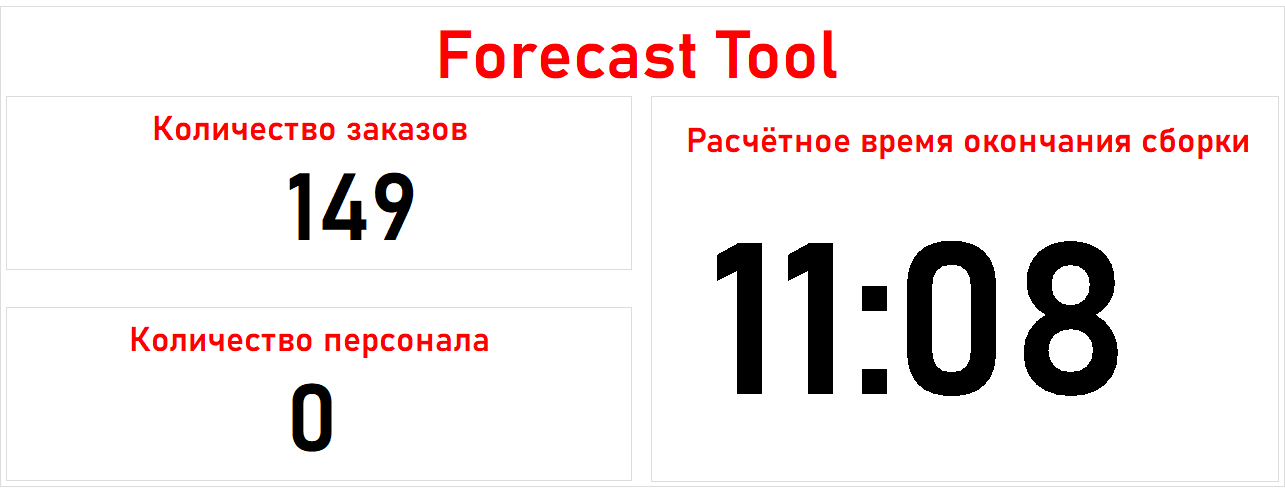 Forecast Tool
Количество заказов
149
Количество персонала
0
Расчётное время окончания сборки
11:08